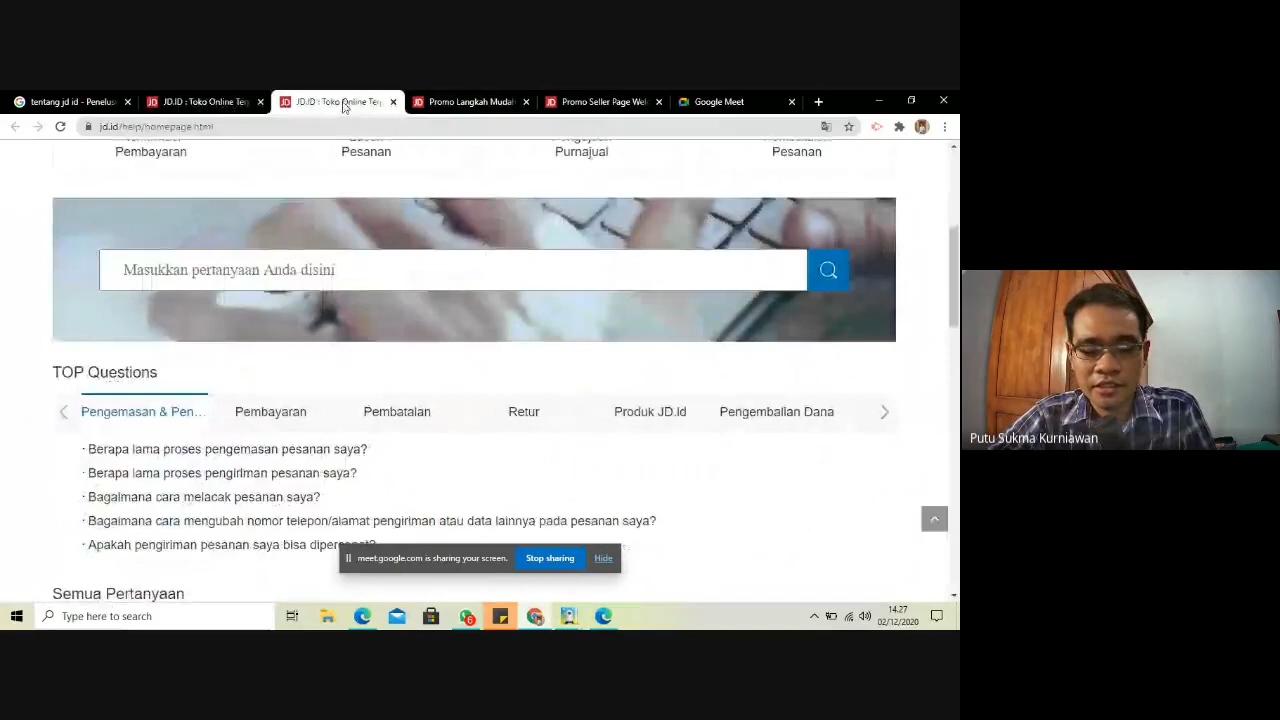 tentang jd id - Penelus
JD.ID : Toko Online Ter
JD.ID : Toko Online Ter
Promo Langkah Mudah
Promo Seller Page Wel
Google Meet
jd.id/help/homepage.html
Pembayaran
Pesanan
Purnajual
Pesanan
Masukkan pertanyaan Anda disini
TOP Questions
Pengemasan & Pen...
Pembayaran
Pembatalan
Retur
Produk JD.id
Pengembalian Dana
· Berapa lama proses pengemasan pesanan saya?
· Berapa lama proses pengiriman pesanan saya?
· Bagaimana cara melacak pesanan saya?
· Bagaimana cara mengubah nomor telepon/alamat pengiriman atau data lainnya pada pesanan saya?
· Apakah pengiriman pesanan saya bisa
meet.google.com is sharing your screen.
Stop sharing
Hide
Semua Pertanyaan
Putu Sukma Kurniawan
Type here to search
6
14.27
02/12/2020